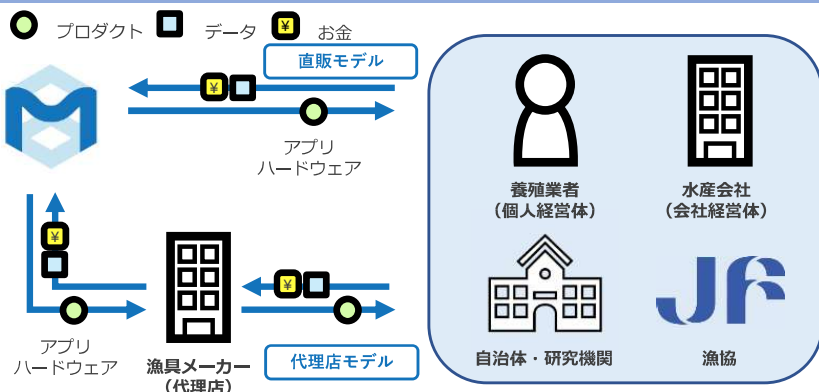 プロダクト データ ¥ お金
直販モデル
¥
アプリ
ハードウェア
養殖業者
（個人経営体）
水産会社
（会社経営体）
¥
¥
アプリ
ハードウェア
漁具メーカー
（代理店）
代理店モデル
自治体・研究機関
JF
漁協